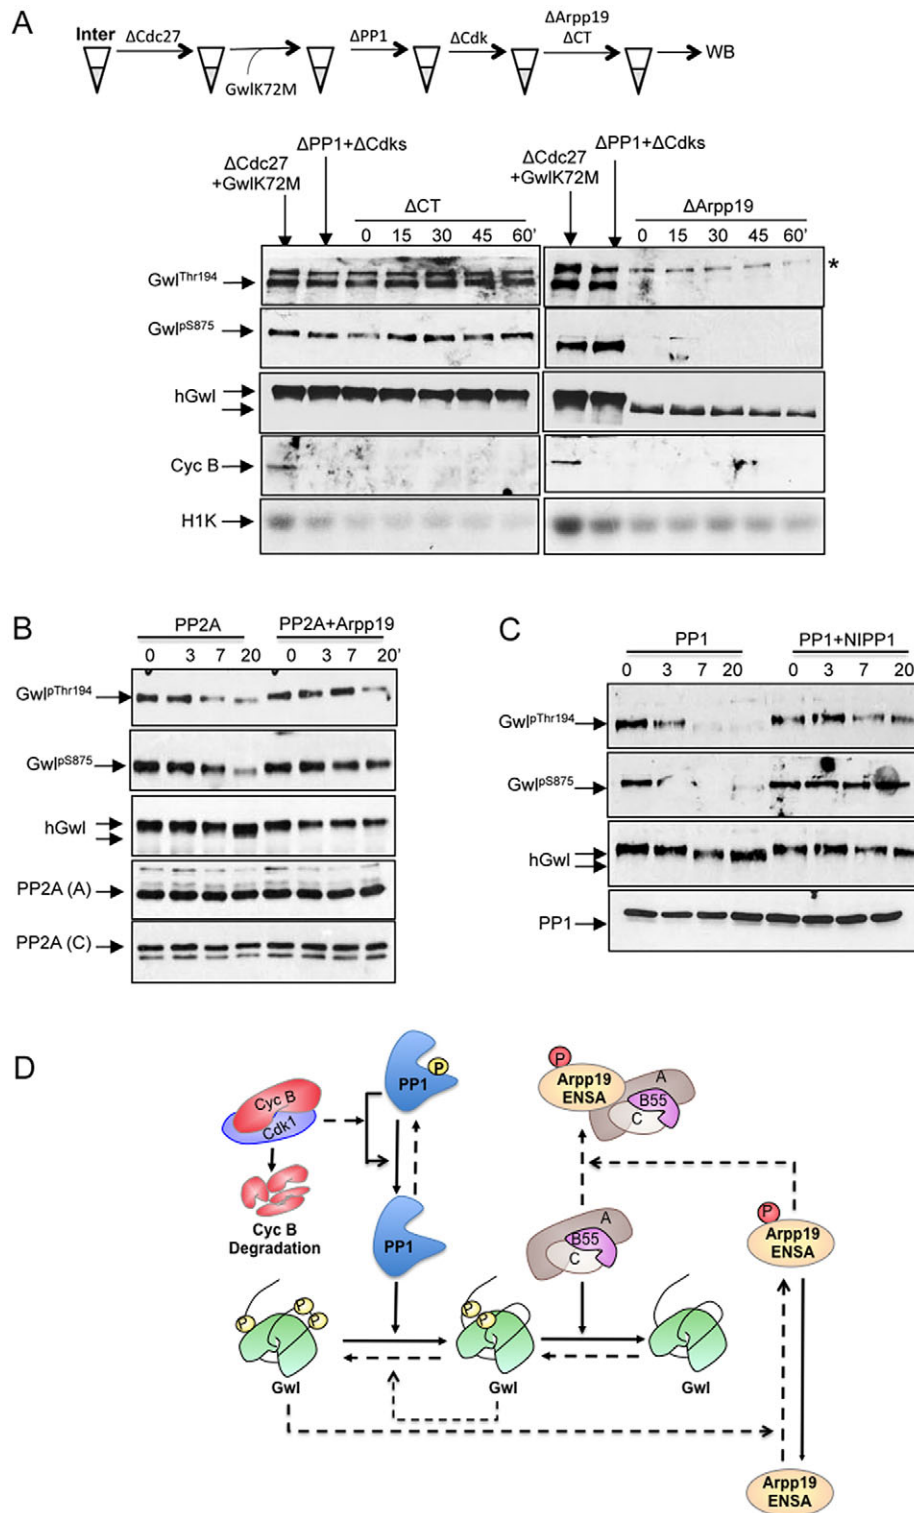 A
Inter
ΔCdc27
GwlK72M
ΔPP1
ΔCdk
ΔArpp19
ΔCT
WB
ΔCdc27
+GwlK72M
ΔPP1+ΔCdks
ΔCT
0 15 30 45 60'
ΔCdc27
+GwlK72M
ΔPP1+ΔCdks
ΔArpp19
0 15 30 45 60'
GwlThr194
*
GwlpS875
hGwl
Cyc B
H1K
B
PP2A PP2A+Arpp19
0 3 7 20 0 3 7 20'
GwlpThr194
GwlpS875
hGwl
PP2A (A)
PP2A (C)
C
PP1 PP1+NIPP1
0 3 7 20 0 3 7 20
GwlpThr194
GwlpS875
hGwl
PP1
D
Cyc B
Cdk1
Cyc B
Degradation
P
PP1
PP1
P
Arpp19
ENSA
A
B55
C
A
B55
C
P
Arpp19
ENSA
P
P
P
Gwl
P
P
Gwl
Gwl
Arpp19
ENSA